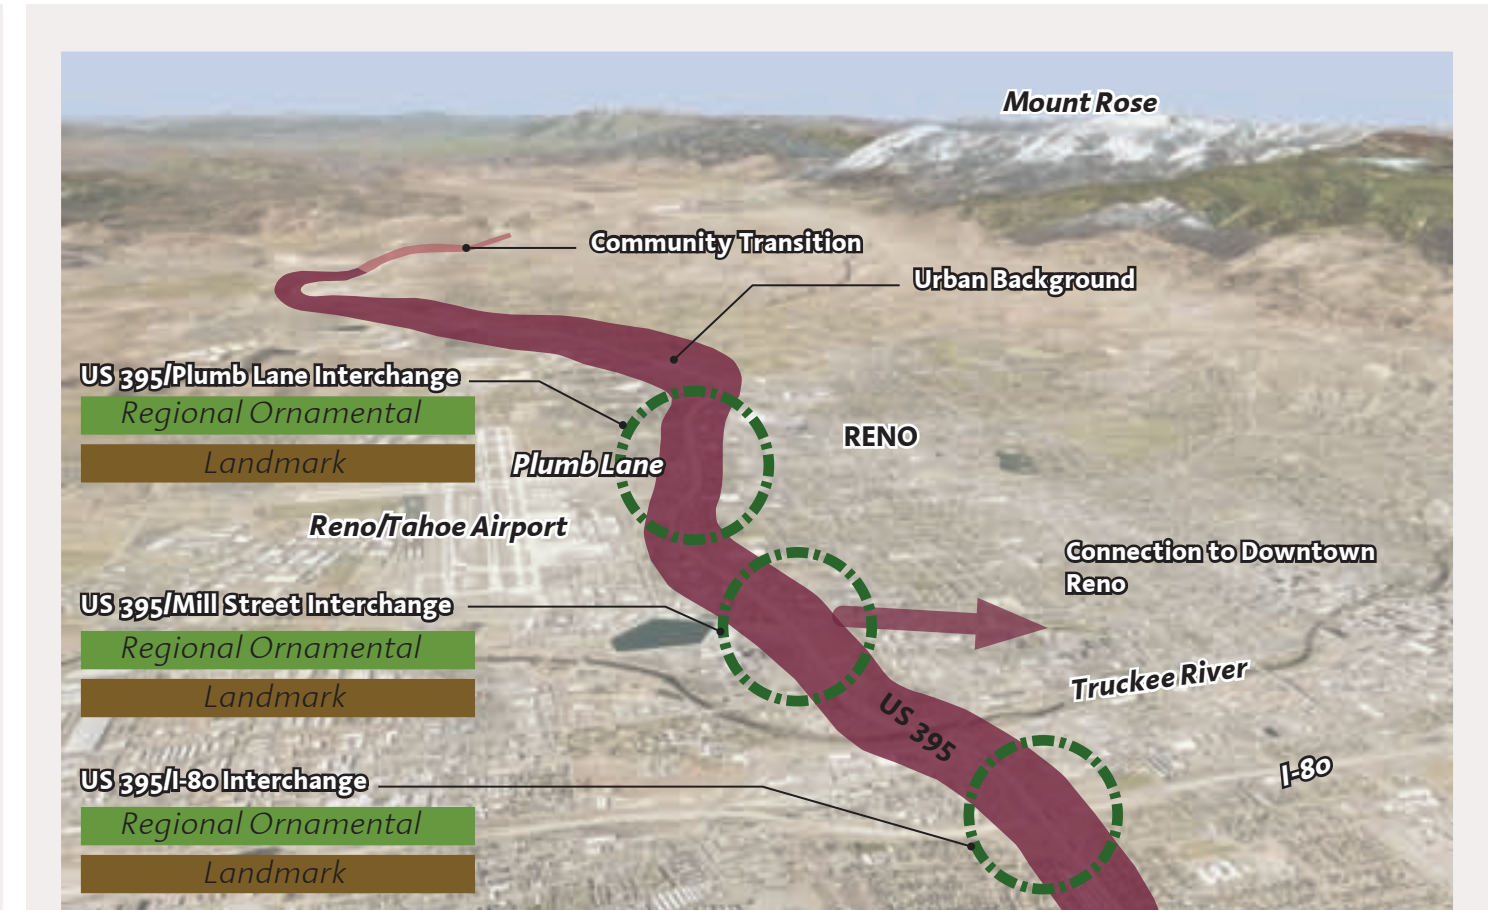 Mount Rose
Community Transition
Urban Background
US 395/Plumb Lane Interchange
Regional Ornamental
Landmark
RENO
Plumb Lane
Reno/Tahoe Airport
Connection to Downtown
Reno
US 395/Mill Street Interchange
Regional Ornamental
Landmark
Truckee River
US 395
I-80
US 395/I-80 Interchange
Regional Ornamental
Landmark